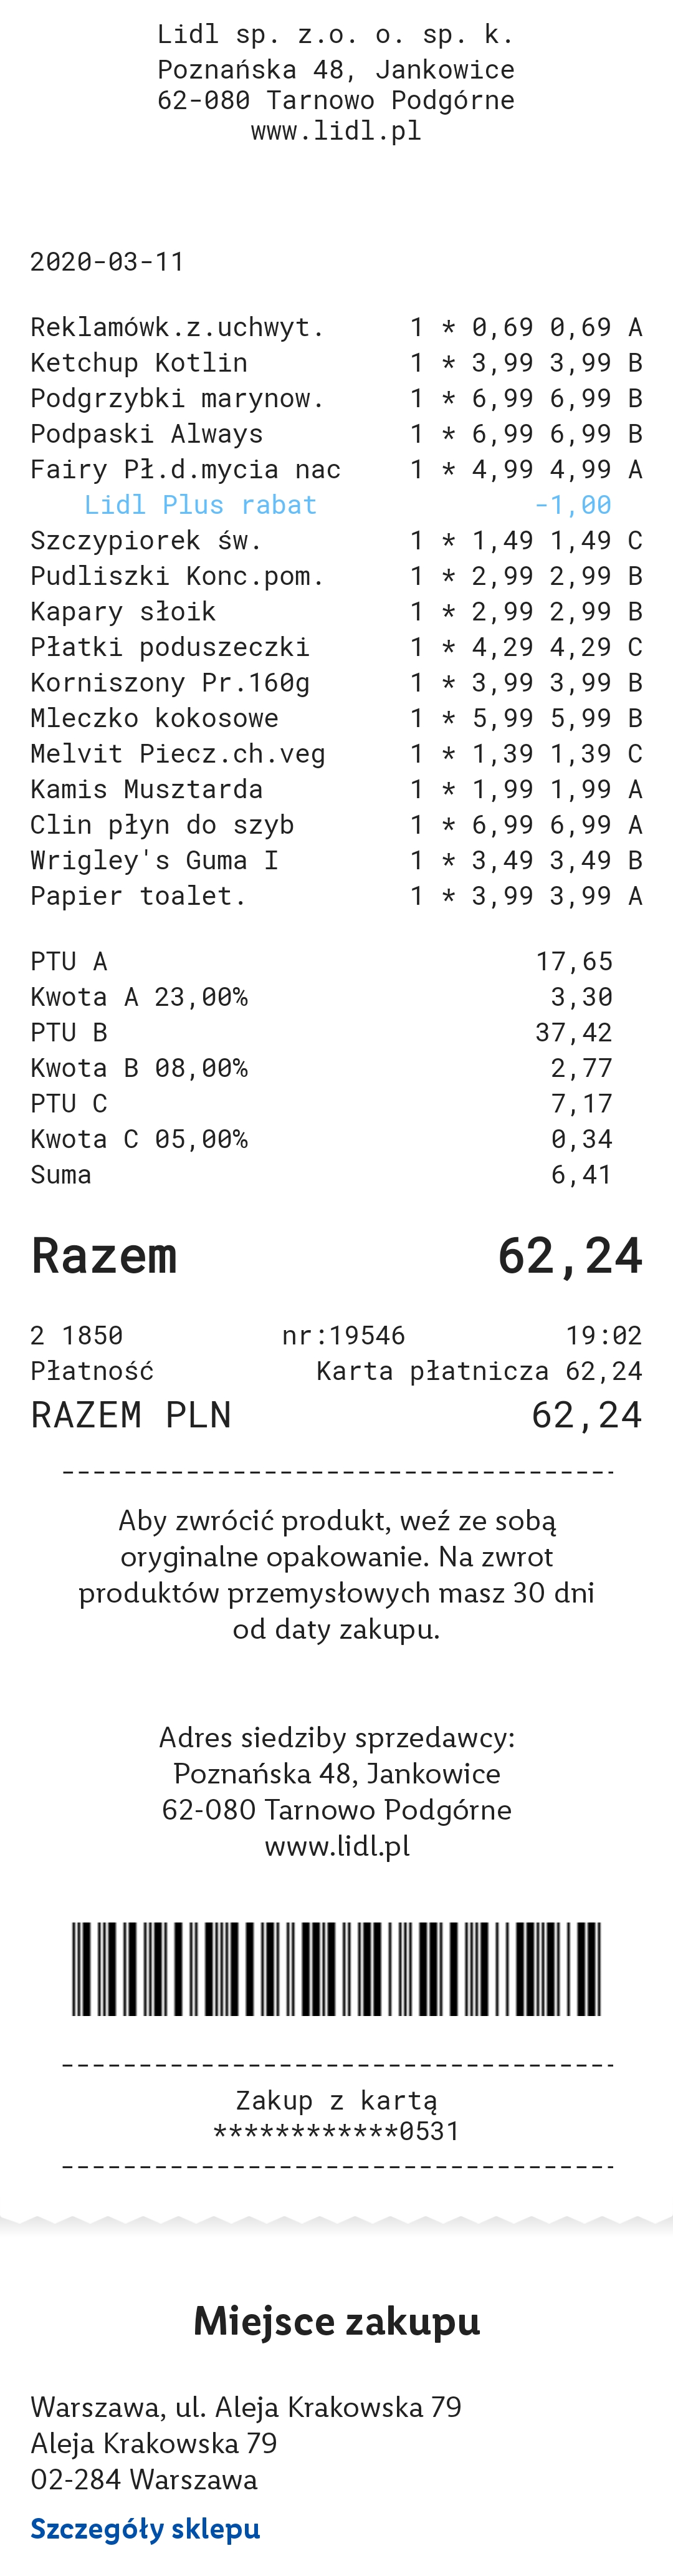 Lidl sp. z.o. o. sp. k.
Poznańska 48, Jankowice
62-080 Tarnowo Podgórne
www.lidl.pl
2020-03-11
Reklamówk.z.uchwyt. 1 * 0,69 0,69 A
Ketchup Kotlin 1 * 3,99 3,99 B
Podgrzybki marynow. 1 * 6,99 6,99 B
Podpaski Always 1 * 6,99 6,99 B
Fairy Pł.d.mycia nac 1 * 4,99 4,99 A
Lidl Plus rabat -1,00
Szczypiorek św. 1 * 1,49 1,49 C
Pudliszki Konc.pom. 1 * 2,99 2,99 B
Kapary słoik 1 * 2,99 2,99 B
Płatki poduszeczki 1 * 4,29 4,29 C
Korniszony Pr.160g 1 * 3,99 3,99 B
Mleczko kokosowe 1 * 5,99 5,99 B
Melvit Piecz.ch.veg 1 * 1,39 1,39 C
Kamis Musztarda 1 * 1,99 1,99 A
Clin płyn do szyb 1 * 6,99 6,99 A
Wrigley's Guma I 1 * 3,49 3,49 B
Papier toalet. 1 * 3,99 3,99 A
PTU A 17,65
Kwota A 23,00% 3,30
PTU B 37,42
Kwota B 08,00% 2,77
PTU C 7,17
Kwota C 05,00% 0,34
Suma 6,41
Razem 62,24
2 1850 nr:19546 19:02
Płatność Karta płatnicza 62,24
RAZEM PLN 62,24
Aby zwrócić produkt, weź ze sobą
oryginalne opakowanie. Na zwrot
produktów przemysłowych masz 30 dni
od daty zakupu.
Adres siedziby sprzedawcy:
Poznańska 48, Jankowice
62-080 Tarnowo Podgórne
www.lidl.pl
Zakup z kartą
************0531
Miejsce zakupu
Warszawa, ul. Aleja Krakowska 79
Aleja Krakowska 79
02-284 Warszawa
Szczegóły sklepu